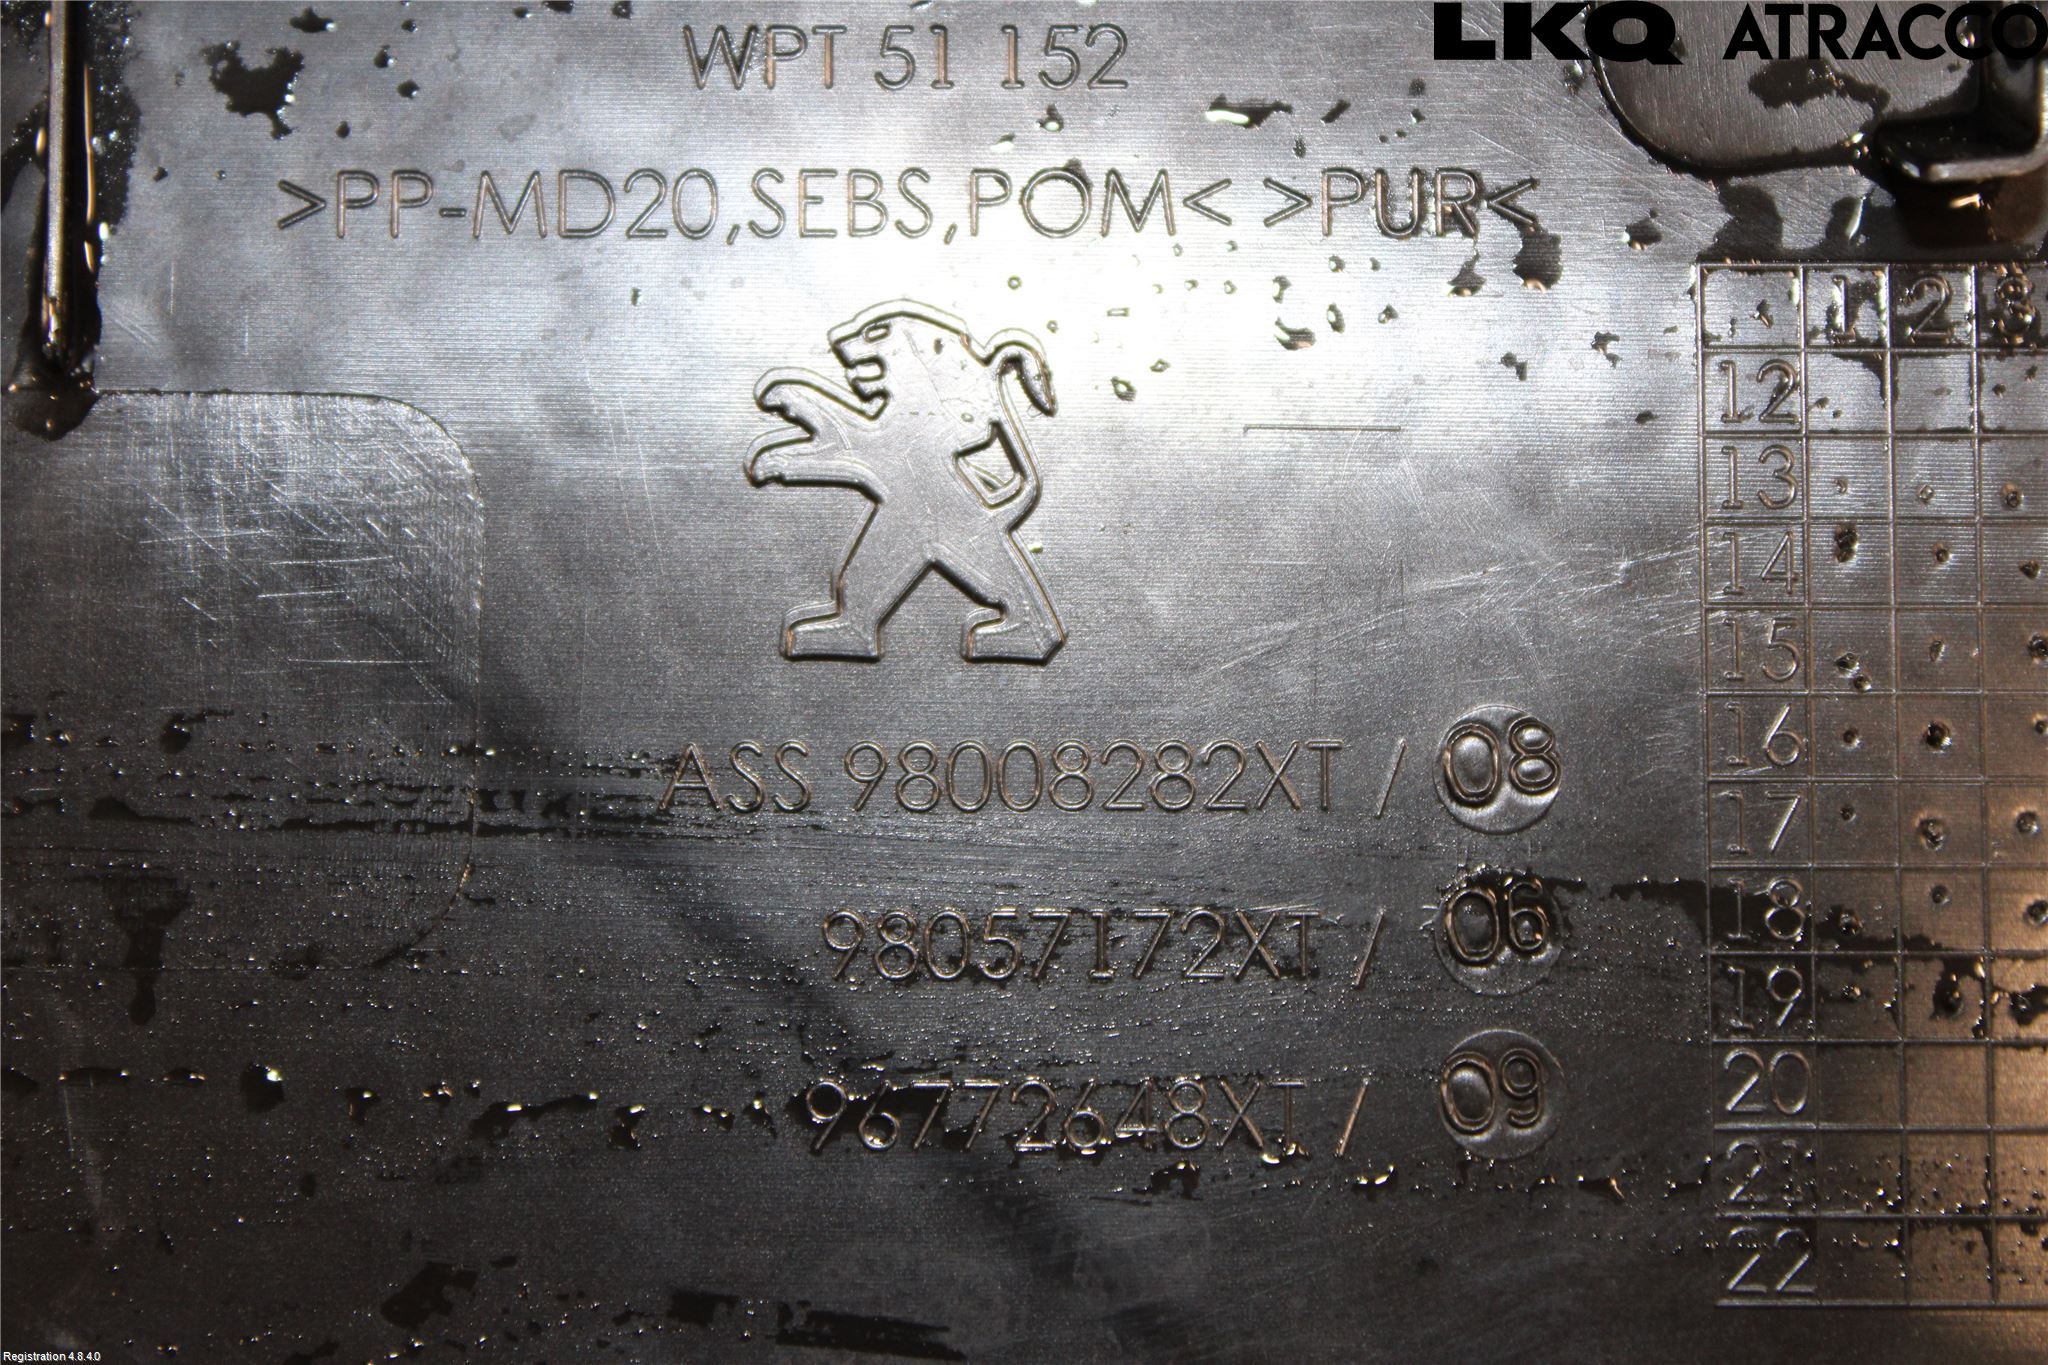 LKQ ATRACCO
WPT 51 152
>PP-MD20,SEBS,POM< >PUR<
1 2 3
12
13
14
15
16
17
18
19
20
21
22
ASS 98008282XT / 08
98057172XT / 06
96772648XT / 09
Registration 4.8.4.0